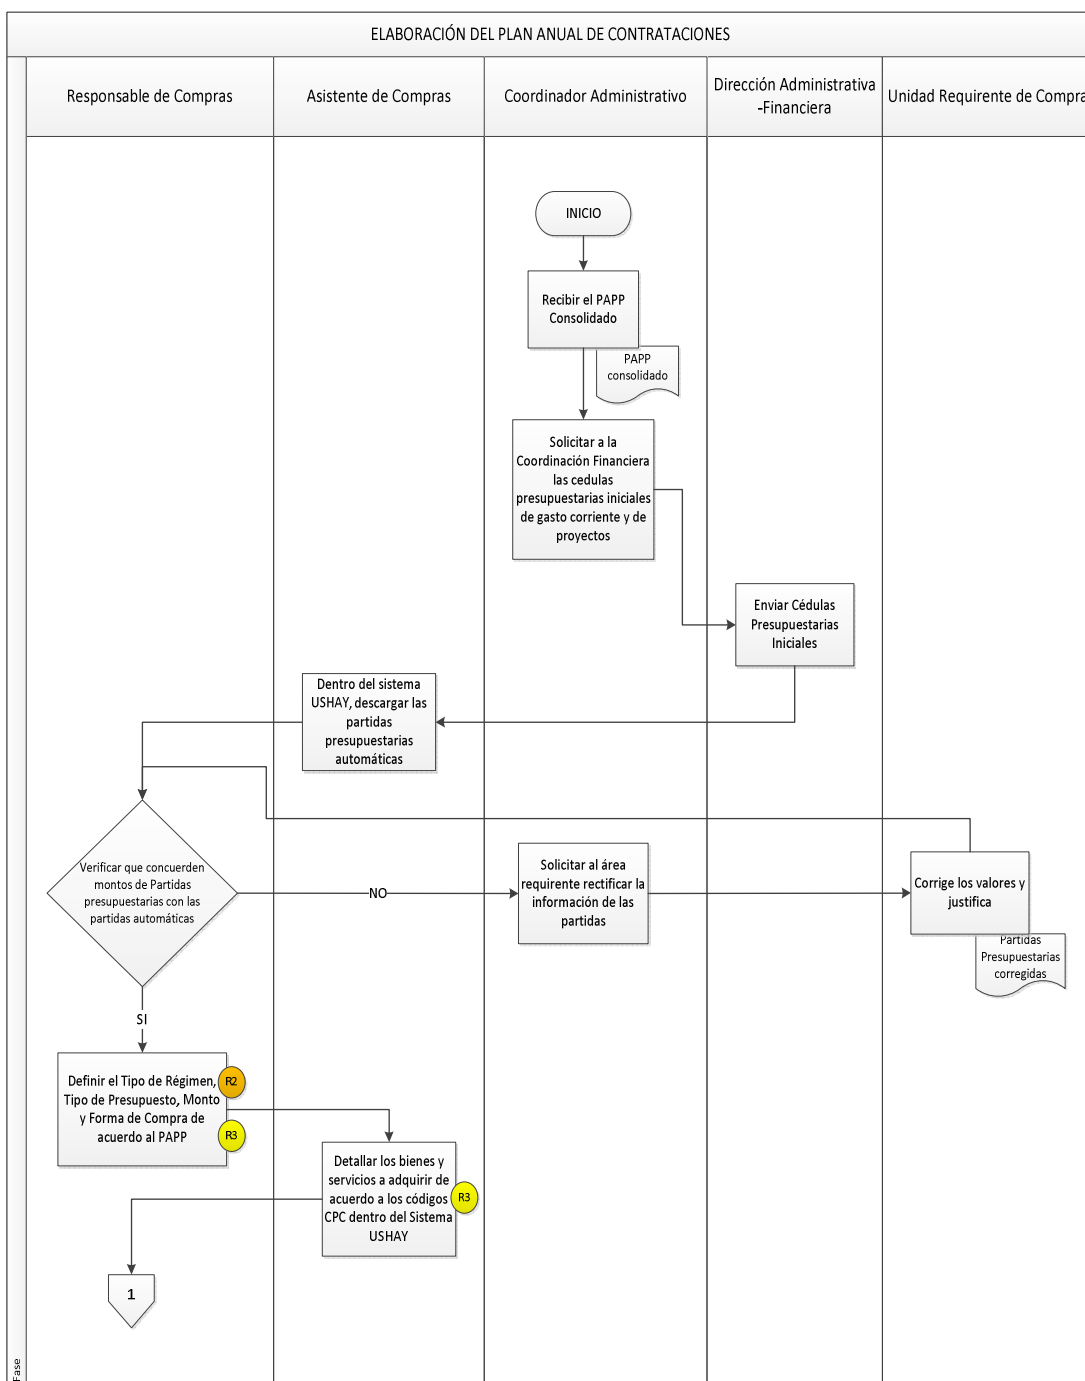 ELABORACIÓN DEL PLAN ANUAL DE CONTRATACIONES
Responsable de Compras
Asistente de Compras
Coordinador Administrativo
Dirección Administrativa
-Financiera
Unidad Requirente de Compra
INICIO
Recibir el PAPP
Consolidado
PAPP
consolidado
Solicitar a la
Coordinación Financiera
las cedulas
presupuestarias iniciales
de gasto corriente y de
proyectos
Enviar Cédulas
Presupuestarias
Iniciales
Dentro del sistema
USHAY, descargar las
partidas
presupuestarias
automáticas
Verificar que concuerden
montos de Partidas
presupuestarias con las
partidas automáticas
NO
Solicitar al área
requirente rectificar la
información de las
partidas
Corrige los valores y
justifica
Partidas
Presupuestarias
corregidas
SI
Definir el Tipo de Régimen,
Tipo de Presupuesto, Monto
y Forma de Compra de
acuerdo al PAPP
R2
R3
Detallar los bienes y
servicios a adquirir de
acuerdo a los códigos
CPC dentro del Sistema
USHAY
R3
1
Fase